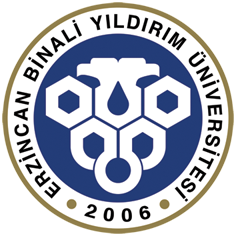 ERZİNCAN BİNALİ YILDIRIM ÜNİVERSİTESİ
• 2006 •